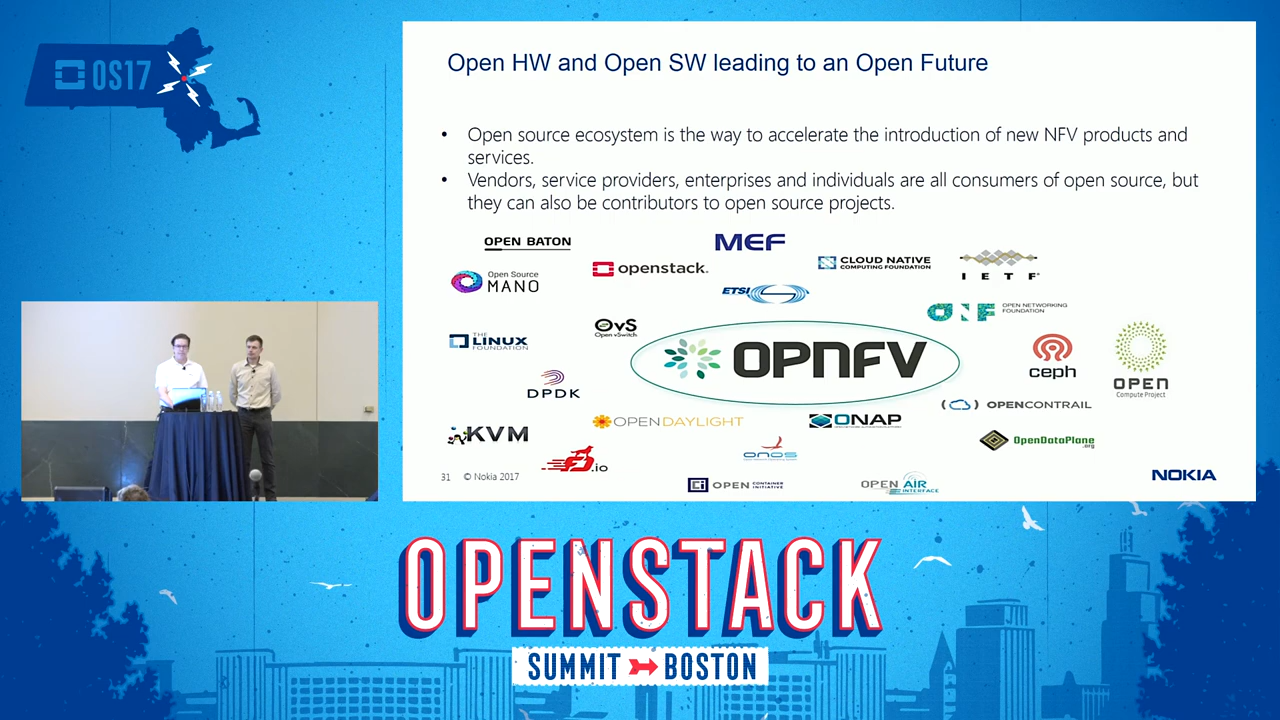 OS17
Open HW and Open SW leading to an Open Future
• Open source ecosystem is the way to accelerate the introduction of new NFV products and
services.
• Vendors, service providers, enterprises and individuals are all consumers of open source, but
they can also be contributors to open source projects.
OPEN BATON
MEF
CLOUD NATIVE
COMPUTING FOUNDATION
IETF
Open Source
MANO
openstack.
ETSI
ONF OPEN NETWORKING
FOUNDATION
THE
LINUX
FOUNDATION
OvS
Open vSwitch
OPNFV
ceph
OPEN
Compute Project
DPDK
OPENCONTRAIL
OPENDAYLIGHT
ONAP
KVM
OpenDataPlane
.org
onos
.io
OPEN CONTAINER
INITIATIVE
OPEN AIR
INTERFACE
31 © Nokia 2017
NOKIA
OPENSTACK
SUMMIT BOSTON